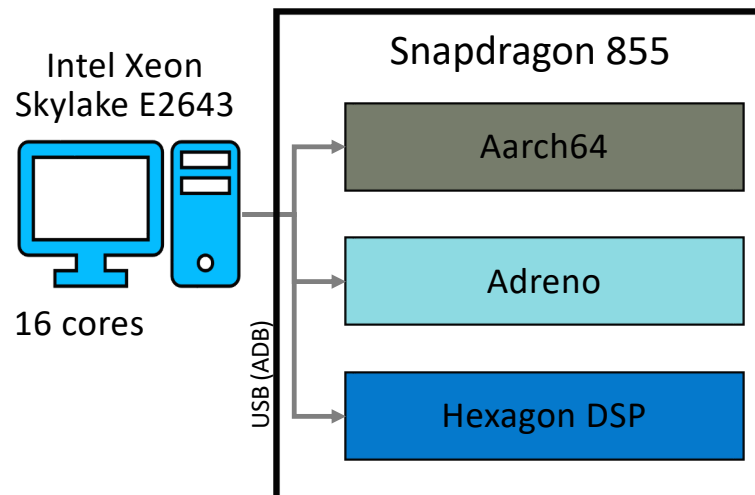 Intel Xeon
Skylake E2643
16 cores
USB (ADB)
Snapdragon 855
Aarch64
Adreno
Hexagon DSP